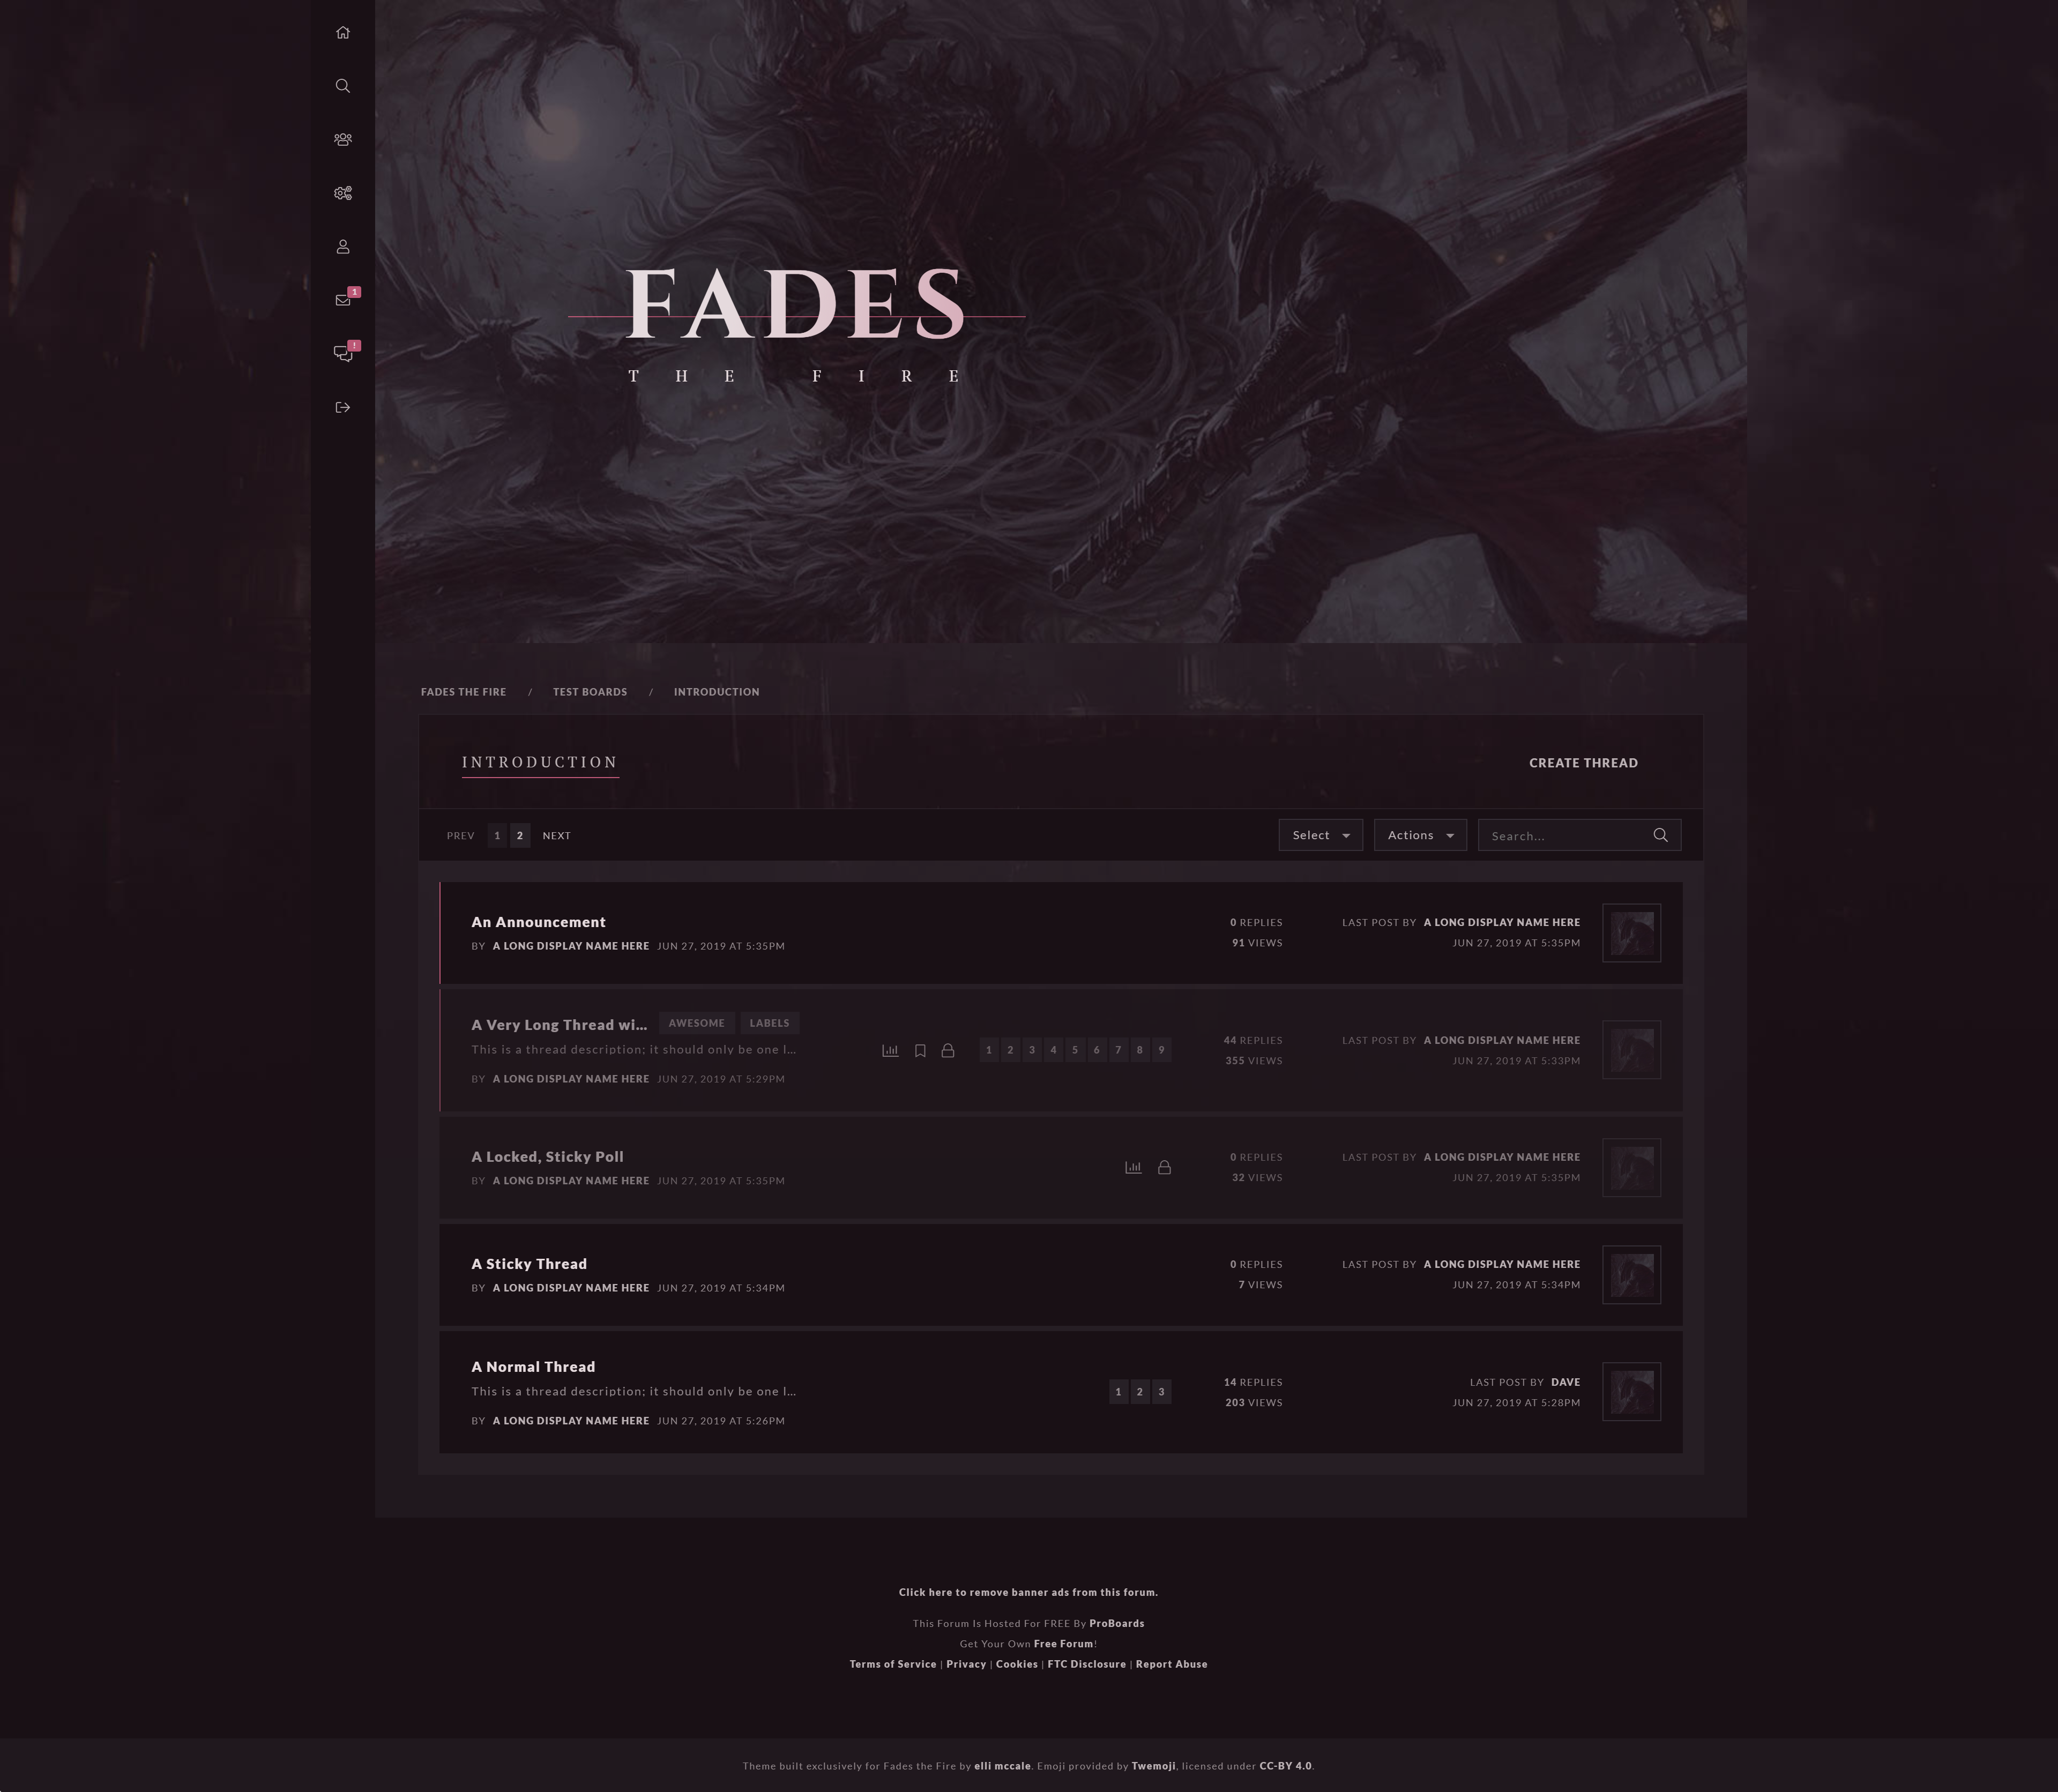 1
!
FADES
THE FIRE
FADES THE FIRE / TEST BOARDS / INTRODUCTION
INTRODUCTION
CREATE THREAD
PREV 1 2 NEXT
Select Actions Search...
An Announcement
BY A LONG DISPLAY NAME HERE JUN 27, 2019 AT 5:35PM
0 REPLIES
91 VIEWS
LAST POST BY A LONG DISPLAY NAME HERE
JUN 27, 2019 AT 5:35PM
A Very Long Thread wi... AWESOME LABELS
This is a thread description; it should only be one l...
BY A LONG DISPLAY NAME HERE JUN 27, 2019 AT 5:29PM
1 2 3 4 5 6 7 8 9
44 REPLIES
355 VIEWS
LAST POST BY A LONG DISPLAY NAME HERE
JUN 27, 2019 AT 5:33PM
A Locked, Sticky Poll
BY A LONG DISPLAY NAME HERE JUN 27, 2019 AT 5:35PM
0 REPLIES
32 VIEWS
LAST POST BY A LONG DISPLAY NAME HERE
JUN 27, 2019 AT 5:35PM
A Sticky Thread
BY A LONG DISPLAY NAME HERE JUN 27, 2019 AT 5:34PM
0 REPLIES
7 VIEWS
LAST POST BY A LONG DISPLAY NAME HERE
JUN 27, 2019 AT 5:34PM
A Normal Thread
This is a thread description; it should only be one l...
BY A LONG DISPLAY NAME HERE JUN 27, 2019 AT 5:26PM
1 2 3
14 REPLIES
203 VIEWS
LAST POST BY DAVE
JUN 27, 2019 AT 5:28PM
Click here to remove banner ads from this forum.
This Forum Is Hosted For FREE By ProBoards
Get Your Own Free Forum!
Terms of Service | Privacy | Cookies | FTC Disclosure | Report Abuse
Theme built exclusively for Fades the Fire by elli mccale. Emoji provided by Twemoji, licensed under CC-BY 4.0.